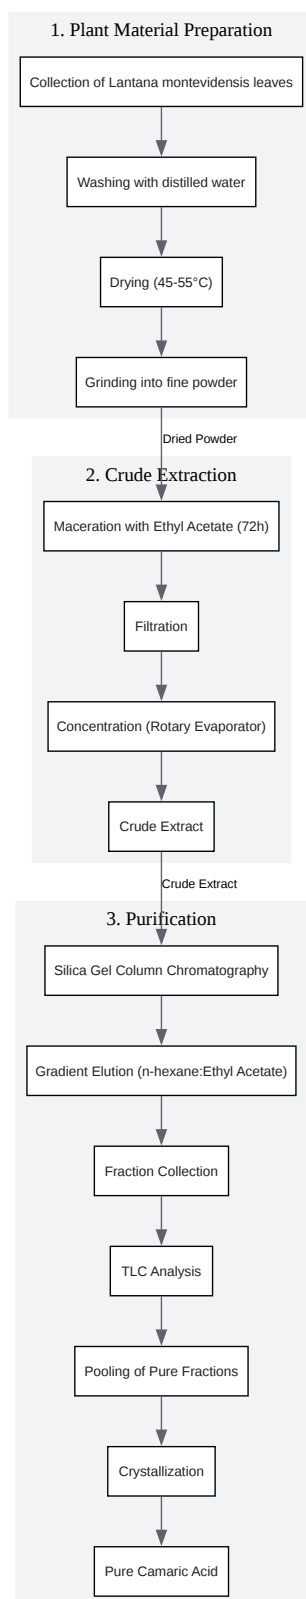 1. Plant Material Preparation
Collection of Lantana montevidensis leaves
Washing with distilled water
Drying (45-55°C)
Grinding into fine powder
Dried Powder
2. Crude Extraction
Maceration with Ethyl Acetate (72h)
Filtration
Concentration (Rotary Evaporator)
Crude Extract
Crude Extract
3. Purification
Silica Gel Column Chromatography
Gradient Elution (n-hexane:Ethyl Acetate)
Fraction Collection
TLC Analysis
Pooling of Pure Fractions
Crystallization
Pure Camaric Acid